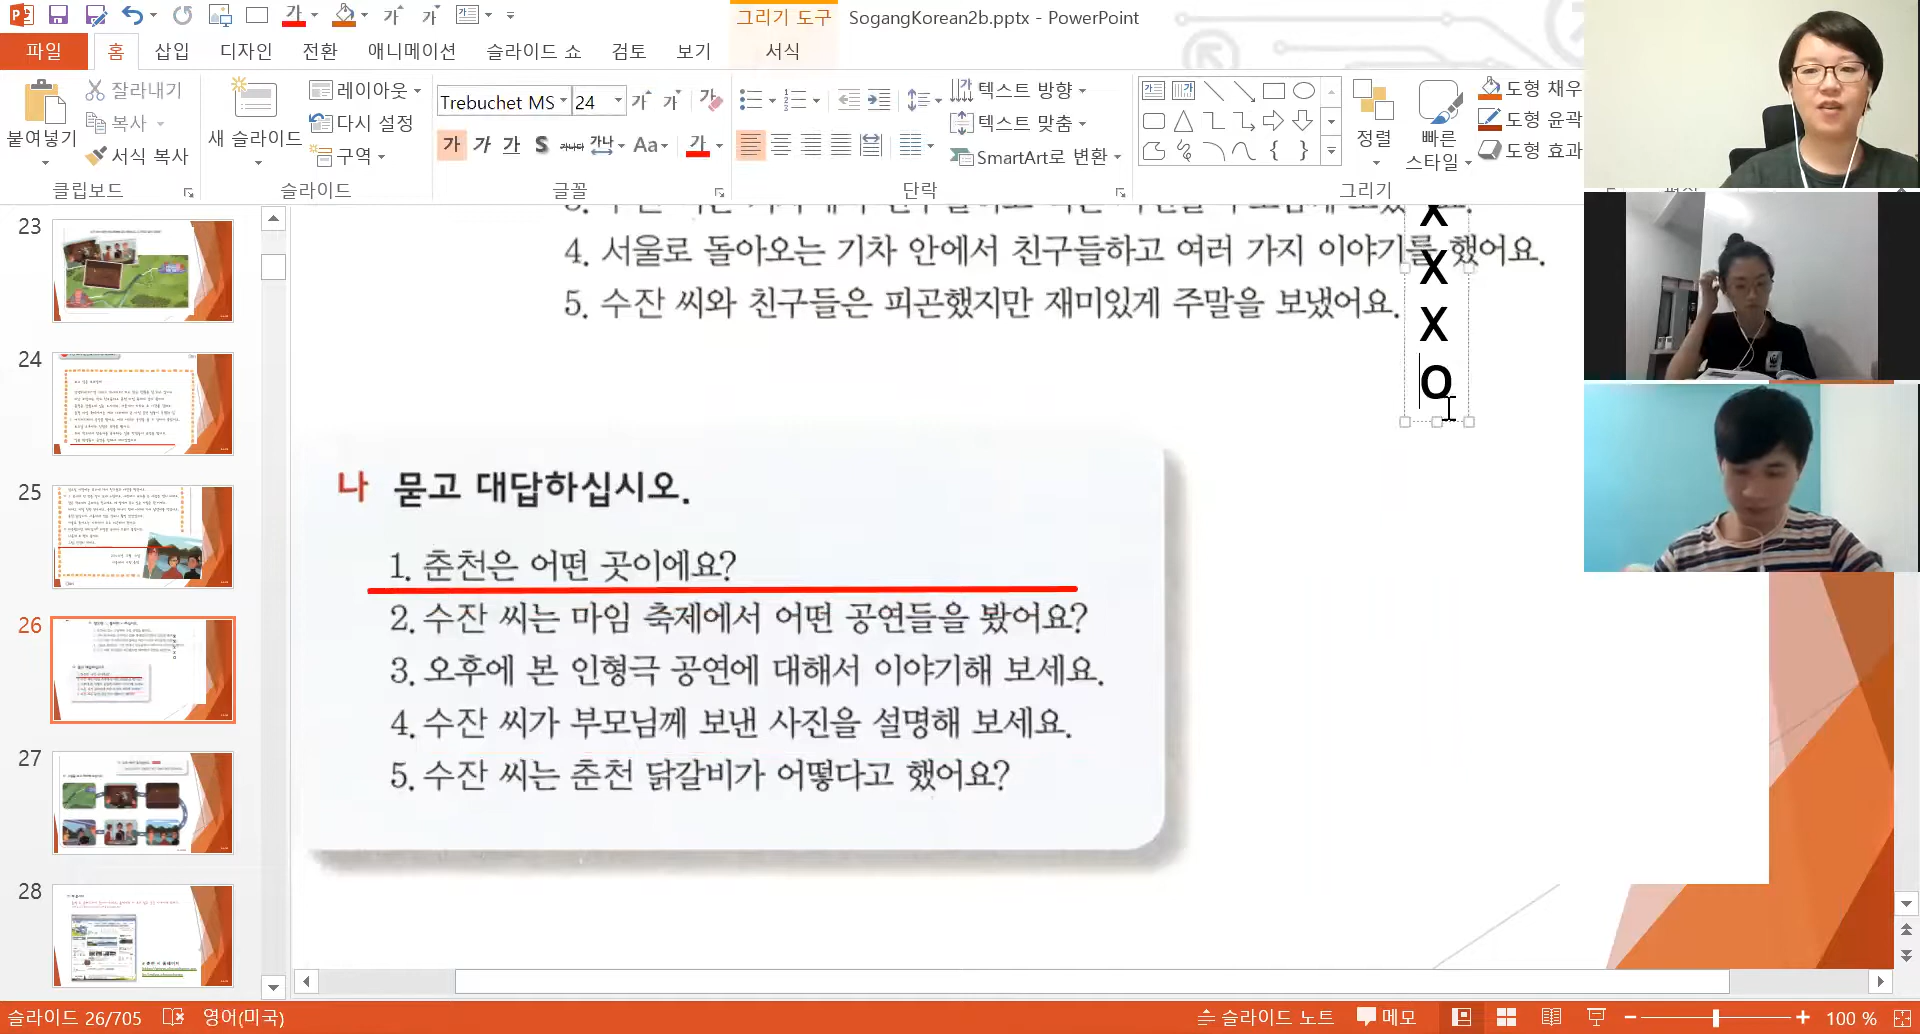 SogangKorean2b.pptx - PowerPoint
그리기 도구
파일 홈 삽입 디자인 전환 애니메이션 슬라이드 쇼 검토 보기 서식
붙여넣기
잘라내기
복사
서식 복사
클립보드
새 슬라이드
레이아웃
다시 설정
구역
슬라이드
Trebuchet MS 24
가 가 가 S 가나다 가나 Aa 가
글꼴
텍스트 방향
텍스트 맞춤
SmartArt로 변환
단락
정렬
빠른 스타일
도형 채우
도형 윤곽
도형 효과
그리기
23
24
25
26
27
28
4. 서울로 돌아오는 기차 안에서 친구들하고 여러 가지 이야기를 했어요.
5. 수잔 씨와 친구들은 피곤했지만 재미있게 주말을 보냈어요.
X
X
X
O
나 묻고 대답하십시오.
1. 춘천은 어떤 곳이에요?
2. 수잔 씨는 마임 축제에서 어떤 공연들을 봤어요?
3. 오후에 본 인형극 공연에 대해서 이야기해 보세요.
4. 수잔 씨가 부모님께 보낸 사진을 설명해 보세요.
5. 수잔 씨는 춘천 닭갈비가 어떻다고 했어요?
슬라이드 26/705 영어(미국) 슬라이드 노트 메모 100 %